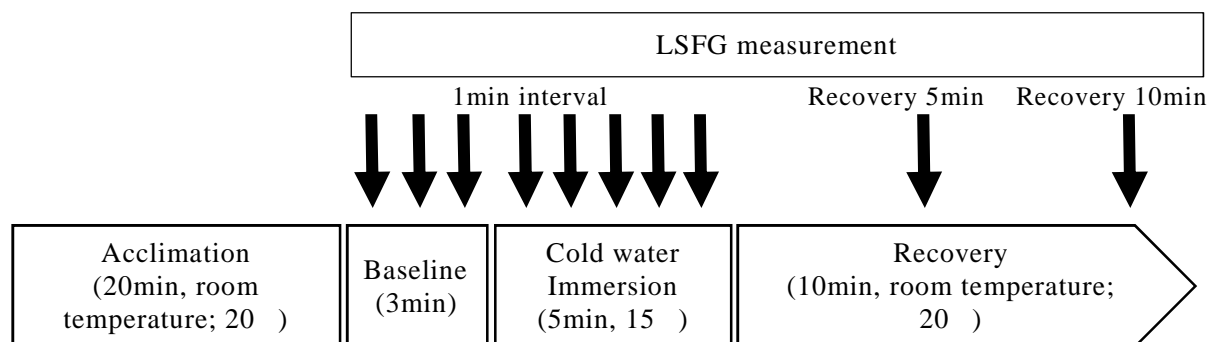 LSFG measurement
1min interval
Recovery 5min
Recovery 10min
Acclimation
(20min, room
temperature; 20 )
Baseline
(3min)
Cold water
Immersion
(5min, 15 )
Recovery
(10min, room temperature;
20 )